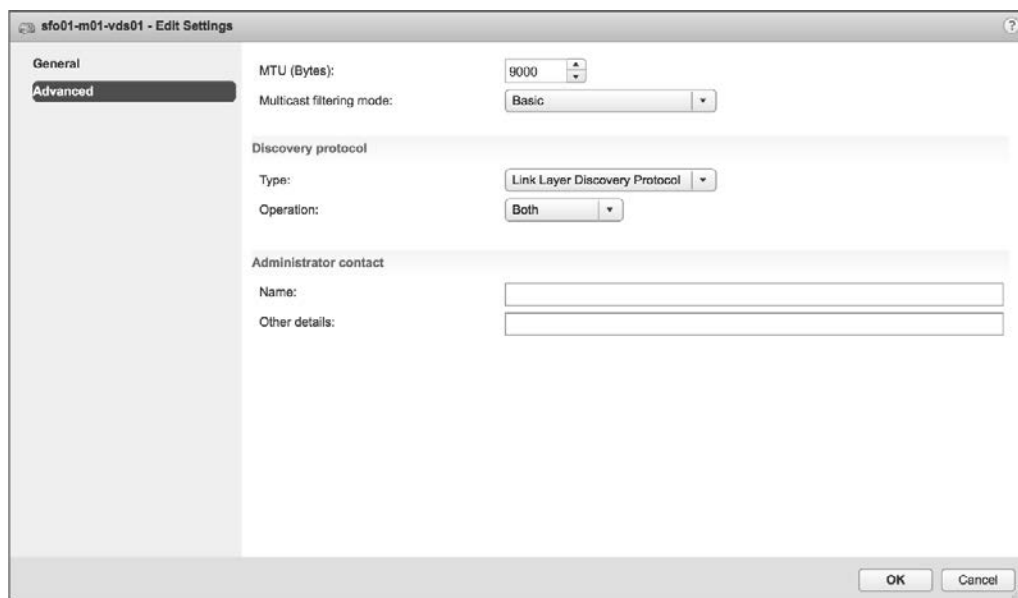 sfo01-m01-vds01 - Edit Settings
?
General
Advanced
MTU (Bytes):
9000
Multicast filtering mode:
Basic
Discovery protocol
Type:
Link Layer Discovery Protocol
Operation:
Both
Administrator contact
Name:
Other details:
OK
Cancel